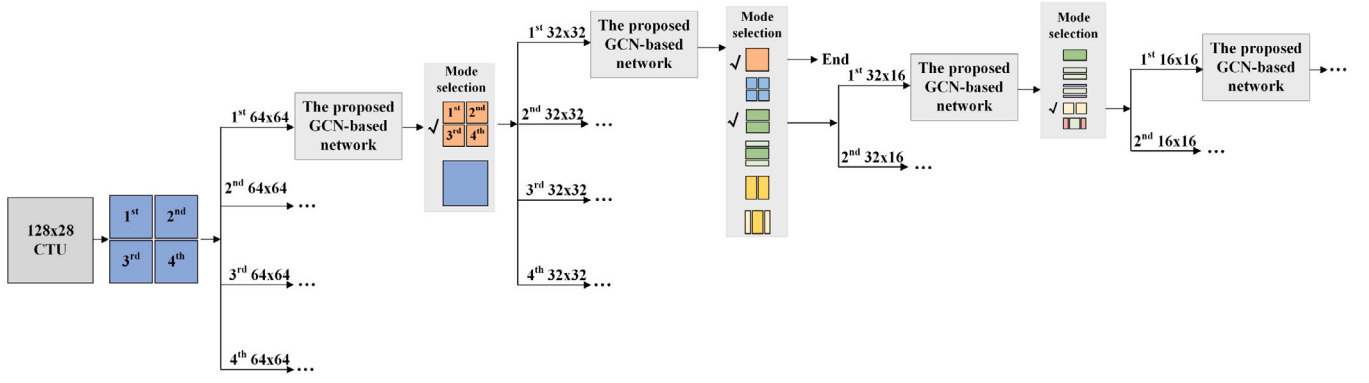 128x28
CTU
1st
2nd
3rd
4th
1st 64x64
2nd 64x64
3rd 64x64
4th 64x64
...
...
...
The proposed
GCN-based
network
Mode
selection
1st
2nd
3rd
4th
1st 32x32
2nd 32x32
3rd 32x32
4th 32x32
...
...
...
The proposed
GCN-based
network
Mode
selection
End
1st 32x16
2nd 32x16
...
The proposed
GCN-based
network
Mode
selection
1st 16x16
2nd 16x16
...
The proposed
GCN-based
network
...